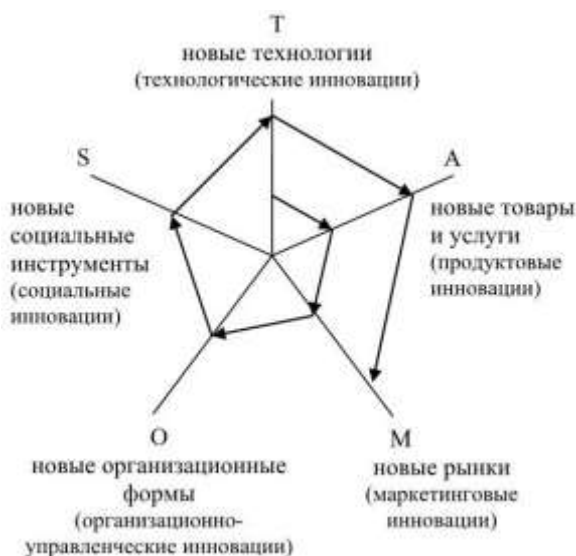 T
новые технологии
(технологические инновации)
S
новые
социальные
инструменты
(социальные
инновации)
A
новые товары
и услуги
(продуктовые
инновации)
O
новые организационные
формы
(организационно-
управленческие инновации)
M
новые рынки
(маркетинговые
инновации)